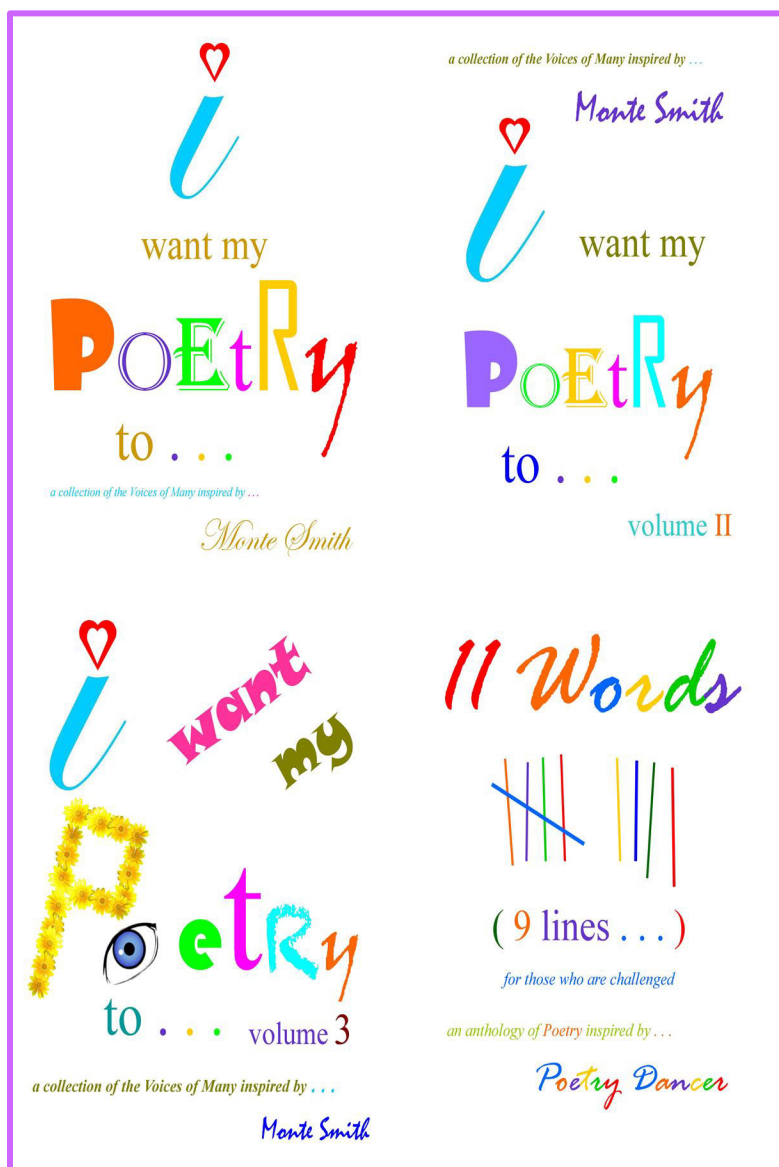 i
want my
POEtRy
to . . .
a collection of the Voices of Many inspired by . . .
Monte Smith
a collection of the Voices of Many inspired by . . .
Monte Smith
i
want my
POEtRy
to . . .
volume II
i want
my
Poetry
to . . . volume 3
a collection of the Voices of Many inspired by . . .
Monte Smith
11 Words
( 9 lines . . . )
for those who are challenged
an anthology of Poetry inspired by . . .
Poetry Dancer